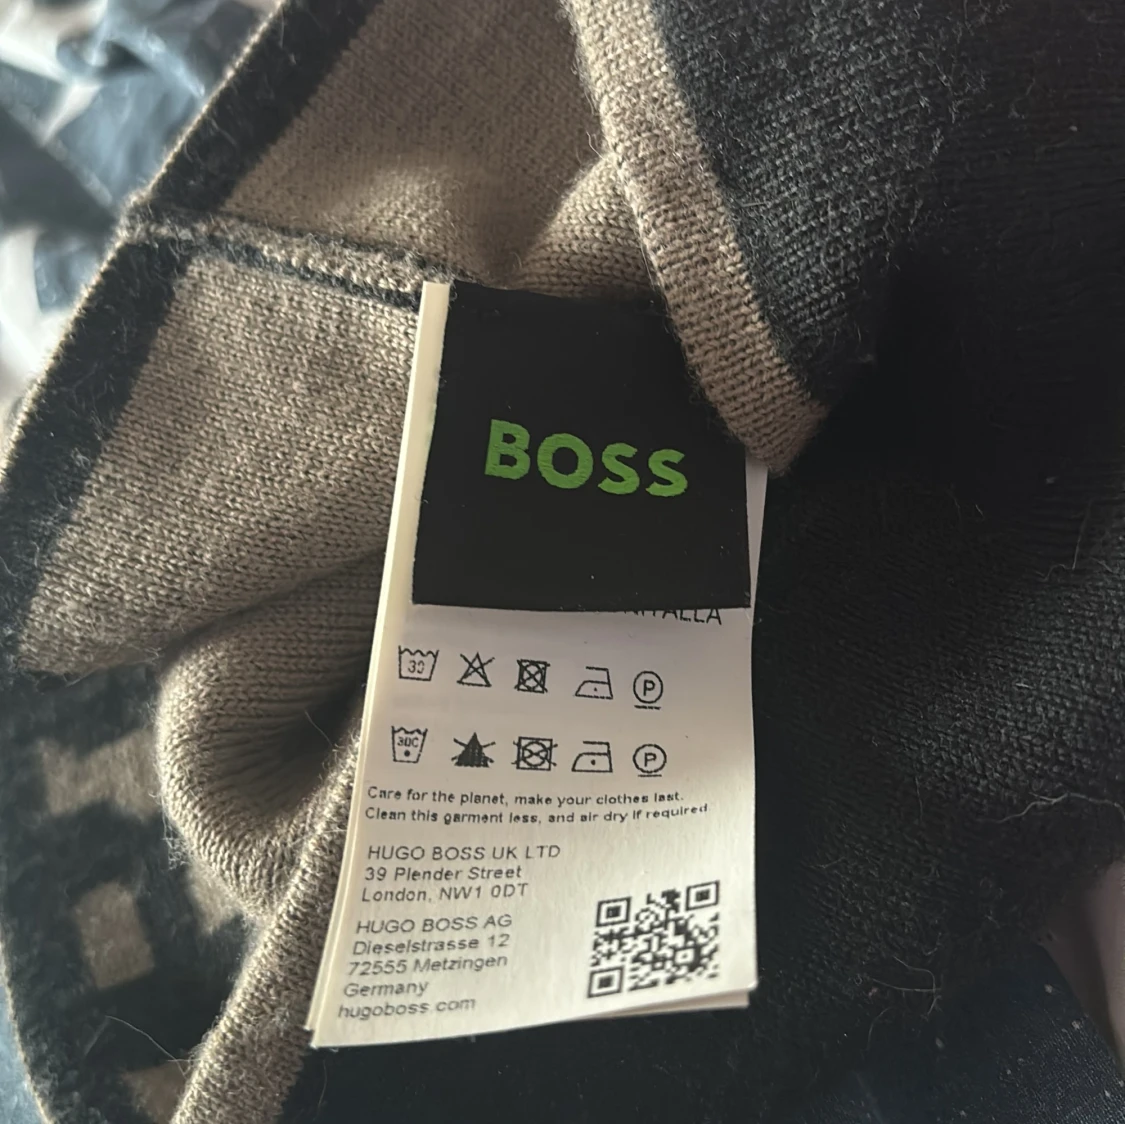 BOSS
30
P
30C
P
Care for the planet, make your clothes last.
Clean this garment less, and air dry if required.
HUGO BOSS UK LTD
39 Plender Street
London, NW1 0DT
HUGO BOSS AG
Dieselstrasse 12
72555 Metzingen
Germany
hugoboss.com